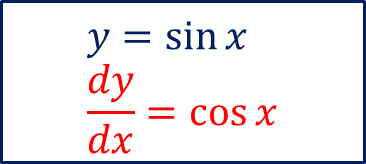 y = sin x
dy/dx = cos x